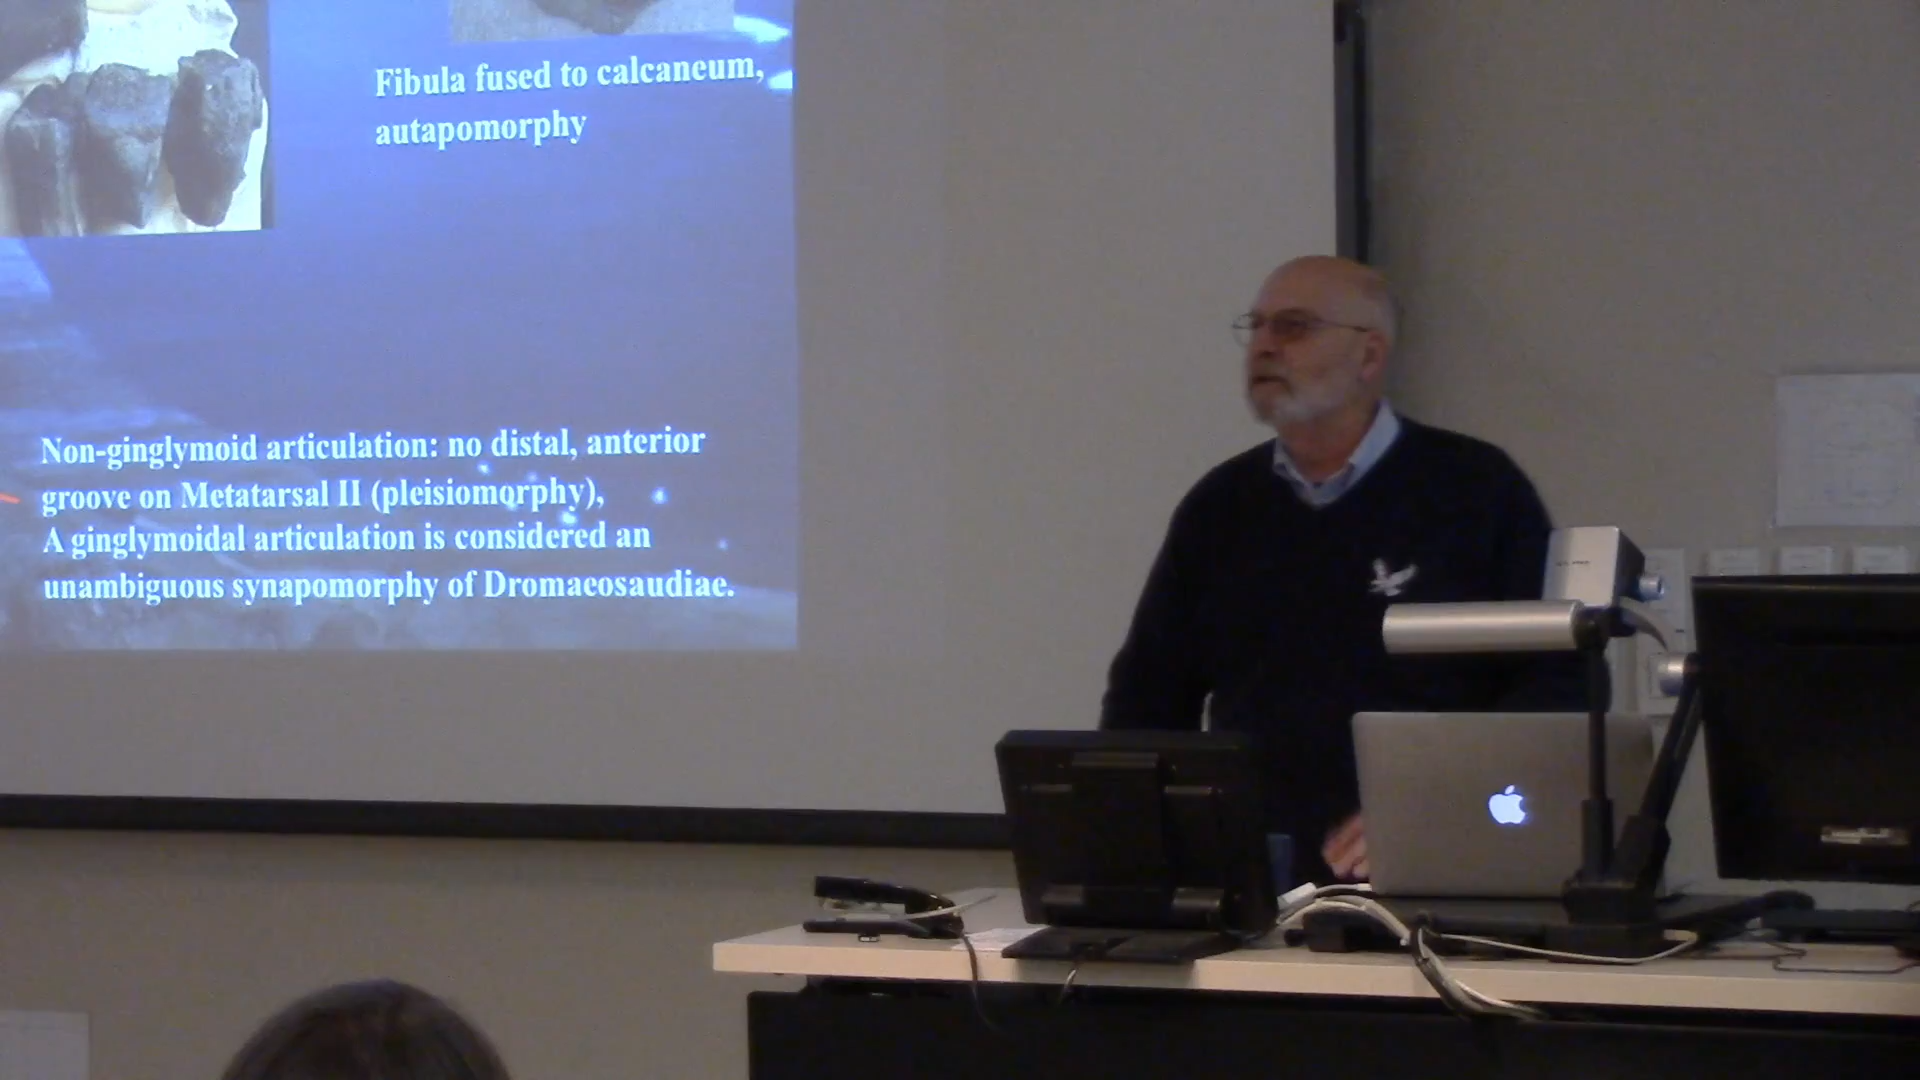 Fibula fused to calcaneum,
autapomorphy
Non-ginglymoid articulation: no distal, anterior
groove on Metatarsal II (pleisiomorphy),
A ginglymoidal articulation is considered an
unambiguous synapomorphy of Dromaeosaudiae.